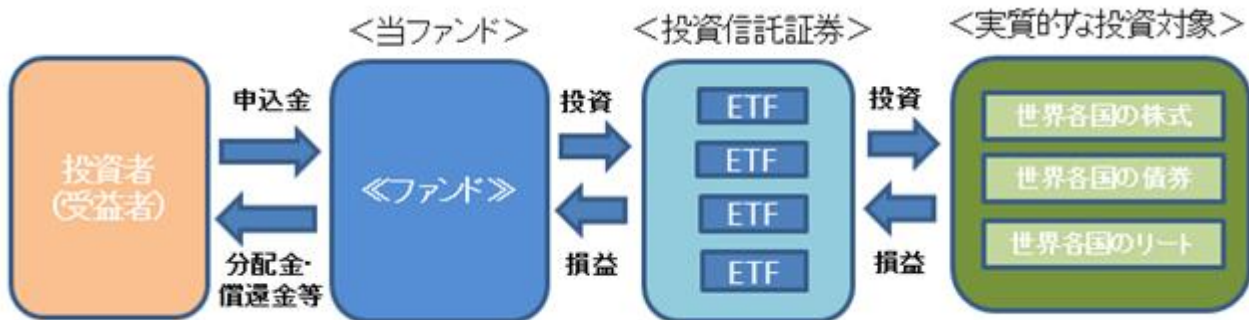 ＜当ファンド＞
＜投資信託証券＞
＜実質的な投資対象＞
投資者
(受益者)
申込金
分配金・
償還金等
≪ファンド≫
投資
損益
ETF
ETF
ETF
ETF
投資
損益
世界各国の株式
世界各国の債券
世界各国のリート